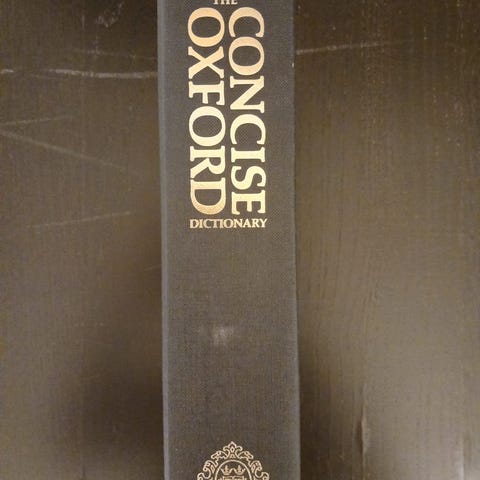 THE
CONCISE
OXFORD
DICTIONARY